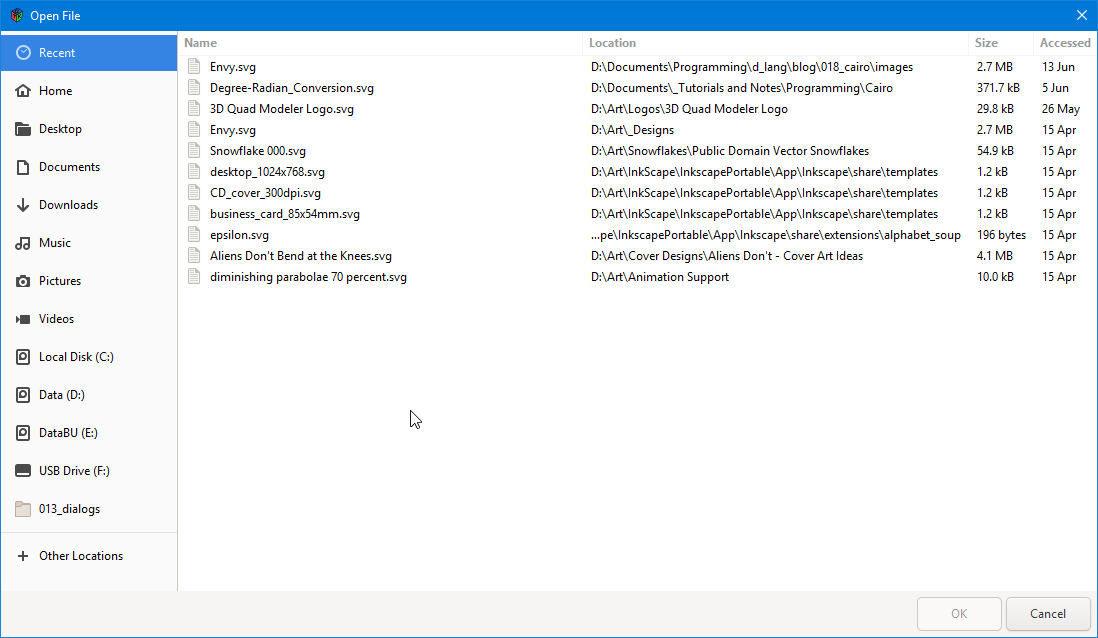 Open File
Recent
Home
Desktop
Documents
Downloads
Music
Pictures
Videos
Local Disk (C:)
Data (D:)
DataBU (E:)
USB Drive (F:)
013_dialogs
Other Locations
Name Location Size Accessed
Envy.svg D:\Documents\Programming\d_lang\blog\018_cairo\images 2.7 MB 13 Jun
Degree-Radian_Conversion.svg D:\Documents\_Tutorials and Notes\Programming\Cairo 371.7 kB 5 Jun
3D Quad Modeler Logo.svg D:\Art\Logos\3D Quad Modeler Logo 29.8 kB 26 May
Envy.svg D:\Art\_Designs 2.7 MB 15 Apr
Snowflake 000.svg D:\Art\Snowflakes\Public Domain Vector Snowflakes 54.9 kB 15 Apr
desktop_1024x768.svg D:\Art\InkScape\InkscapePortable\App\Inkscape\share\templates 1.2 kB 15 Apr
CD_cover_300dpi.svg D:\Art\InkScape\InkscapePortable\App\Inkscape\share\templates 1.2 kB 15 Apr
business_card_85x54mm.svg D:\Art\InkScape\InkscapePortable\App\Inkscape\share\templates 1.2 kB 15 Apr
epsilon.svg ...pe\InkscapePortable\App\Inkscape\share\extensions\alphabet_soup 196 bytes 15 Apr
Aliens Don't Bend at the Knees.svg D:\Art\Cover Designs\Aliens Don't - Cover Art Ideas 4.1 MB 15 Apr
diminishing parabolae 70 percent.svg D:\Art\Animation Support 10.0 kB 15 Apr
OK Cancel